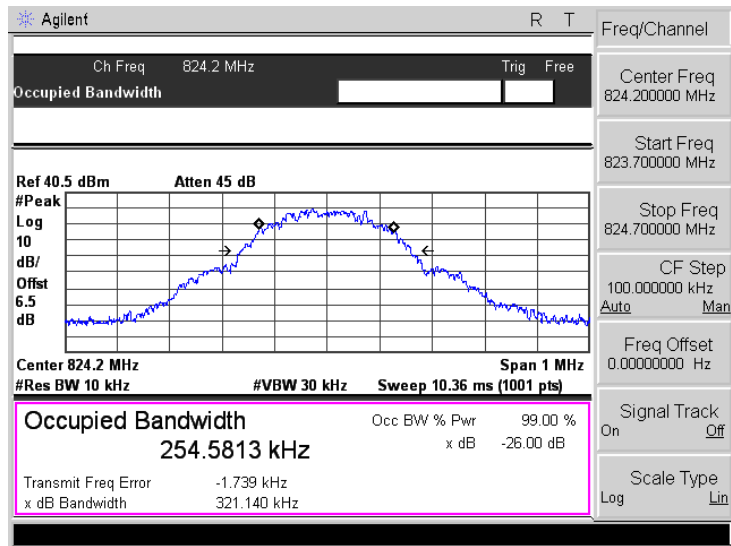 Agilent R T
Ch Freq 824.2 MHz Trig Free
Occupied Bandwidth
Ref 40.5 dBm Atten 45 dB
#Peak
Log
10
dB/
Offst
6.5
dB
Center 824.2 MHz Span 1 MHz
#Res BW 10 kHz #VBW 30 kHz Sweep 10.36 ms (1001 pts)
Occupied Bandwidth
254.5813 kHz
Occ BW % Pwr 99.00 %
x dB -26.00 dB
Transmit Freq Error -1.739 kHz
x dB Bandwidth 321.140 kHz
Freq/Channel
Center Freq
824.200000 MHz
Start Freq
823.700000 MHz
Stop Freq
824.700000 MHz
CF Step
100.000000 kHz
Auto Man
Freq Offset
0.00000000 Hz
Signal Track
On Off
Scale Type
Log Lin